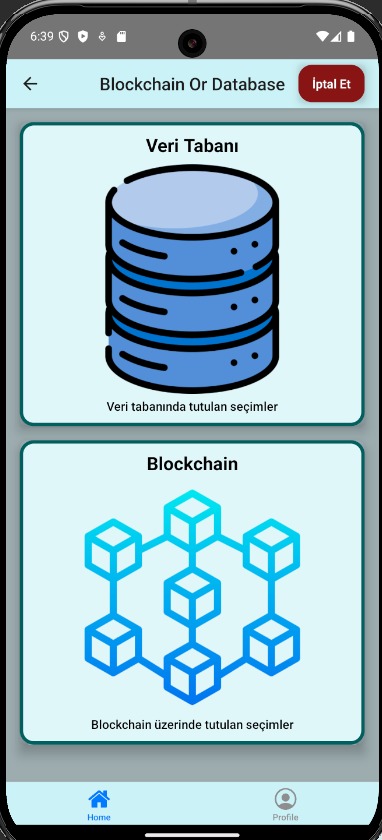 6:39
Blockchain Or Database
İptal Et
Veri Tabanı
Veri tabanında tutulan seçimler
Blockchain
Blockchain üzerinde tutulan seçimler
Home
Profile